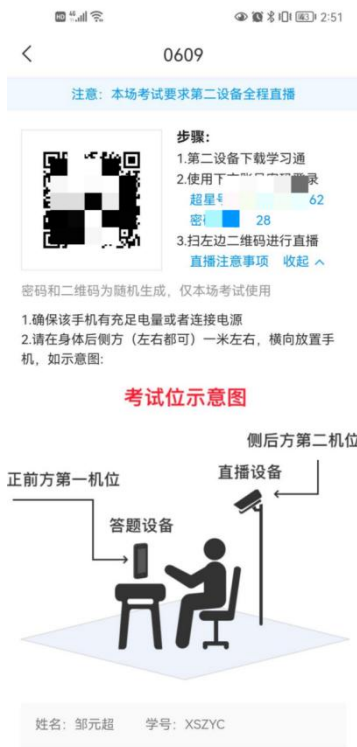 2:51
0609
注意：本场考试要求第二设备全程直播
步骤：
1.第二设备下载学习通
2.使用下
录
超星号
62
密
28
3.扫左边二维码进行直播
直播注意事项 收起
密码和二维码为随机生成，仅本场考试使用
1.确保该手机有充足电量或者连接电源
2.请在身体后侧方（左右都可）一米左右，横向放置手
机，如示意图：
考试位示意图
侧后方第二机位
正前方第一机位
直播设备
答题设备
姓名：邹元超 学号：XSZYC